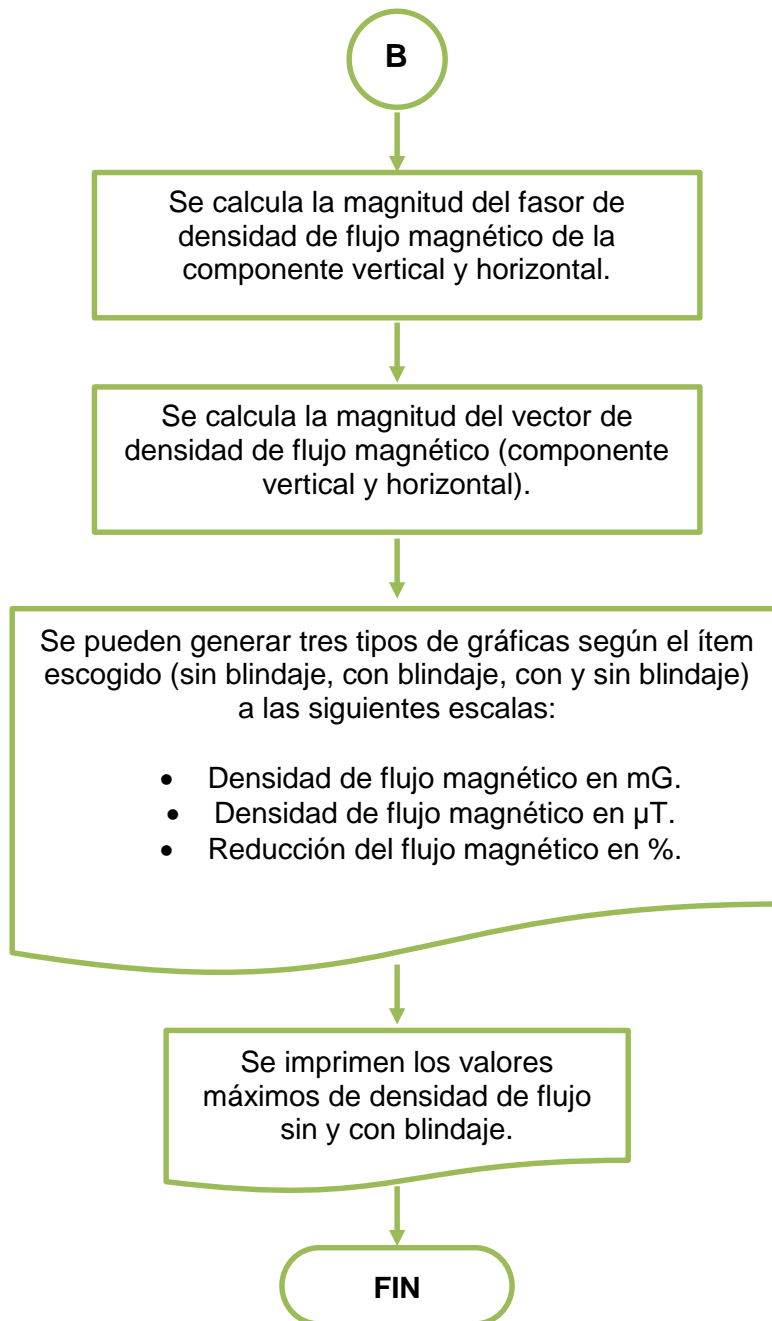 B
Se calcula la magnitud del fasor de
densidad de flujo magnético de la
componente vertical y horizontal.
Se calcula la magnitud del vector de
densidad de flujo magnético (componente
vertical y horizontal).
Se pueden generar tres tipos de gráficas según el ítem
escogido (sin blindaje, con blindaje, con y sin blindaje)
a las siguientes escalas:
• Densidad de flujo magnético en mG.
• Densidad de flujo magnético en µT.
• Reducción del flujo magnético en %.
Se imprimen los valores
máximos de densidad de flujo
sin y con blindaje.
FIN